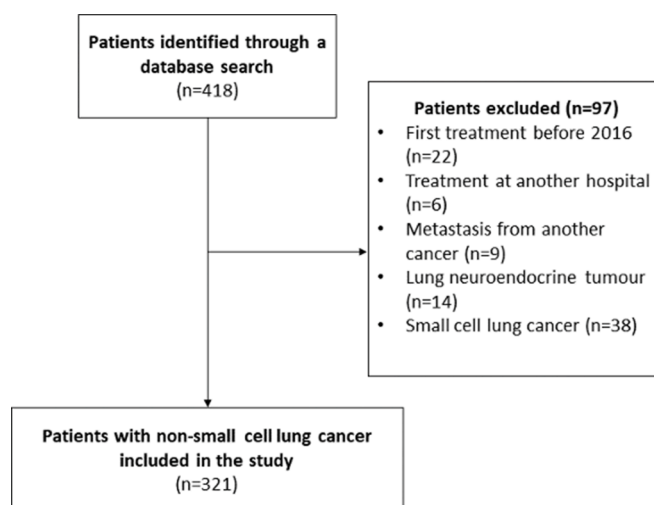 Patients identified through a
database search
(n=418)
Patients excluded (n=97)
• First treatment before 2016
(n=22)
• Treatment at another hospital
(n=6)
• Metastasis from another
cancer (n=9)
• Lung neuroendocrine tumour
(n=14)
• Small cell lung cancer (n=38)
Patients with non-small cell lung cancer
included in the study
(n=321)